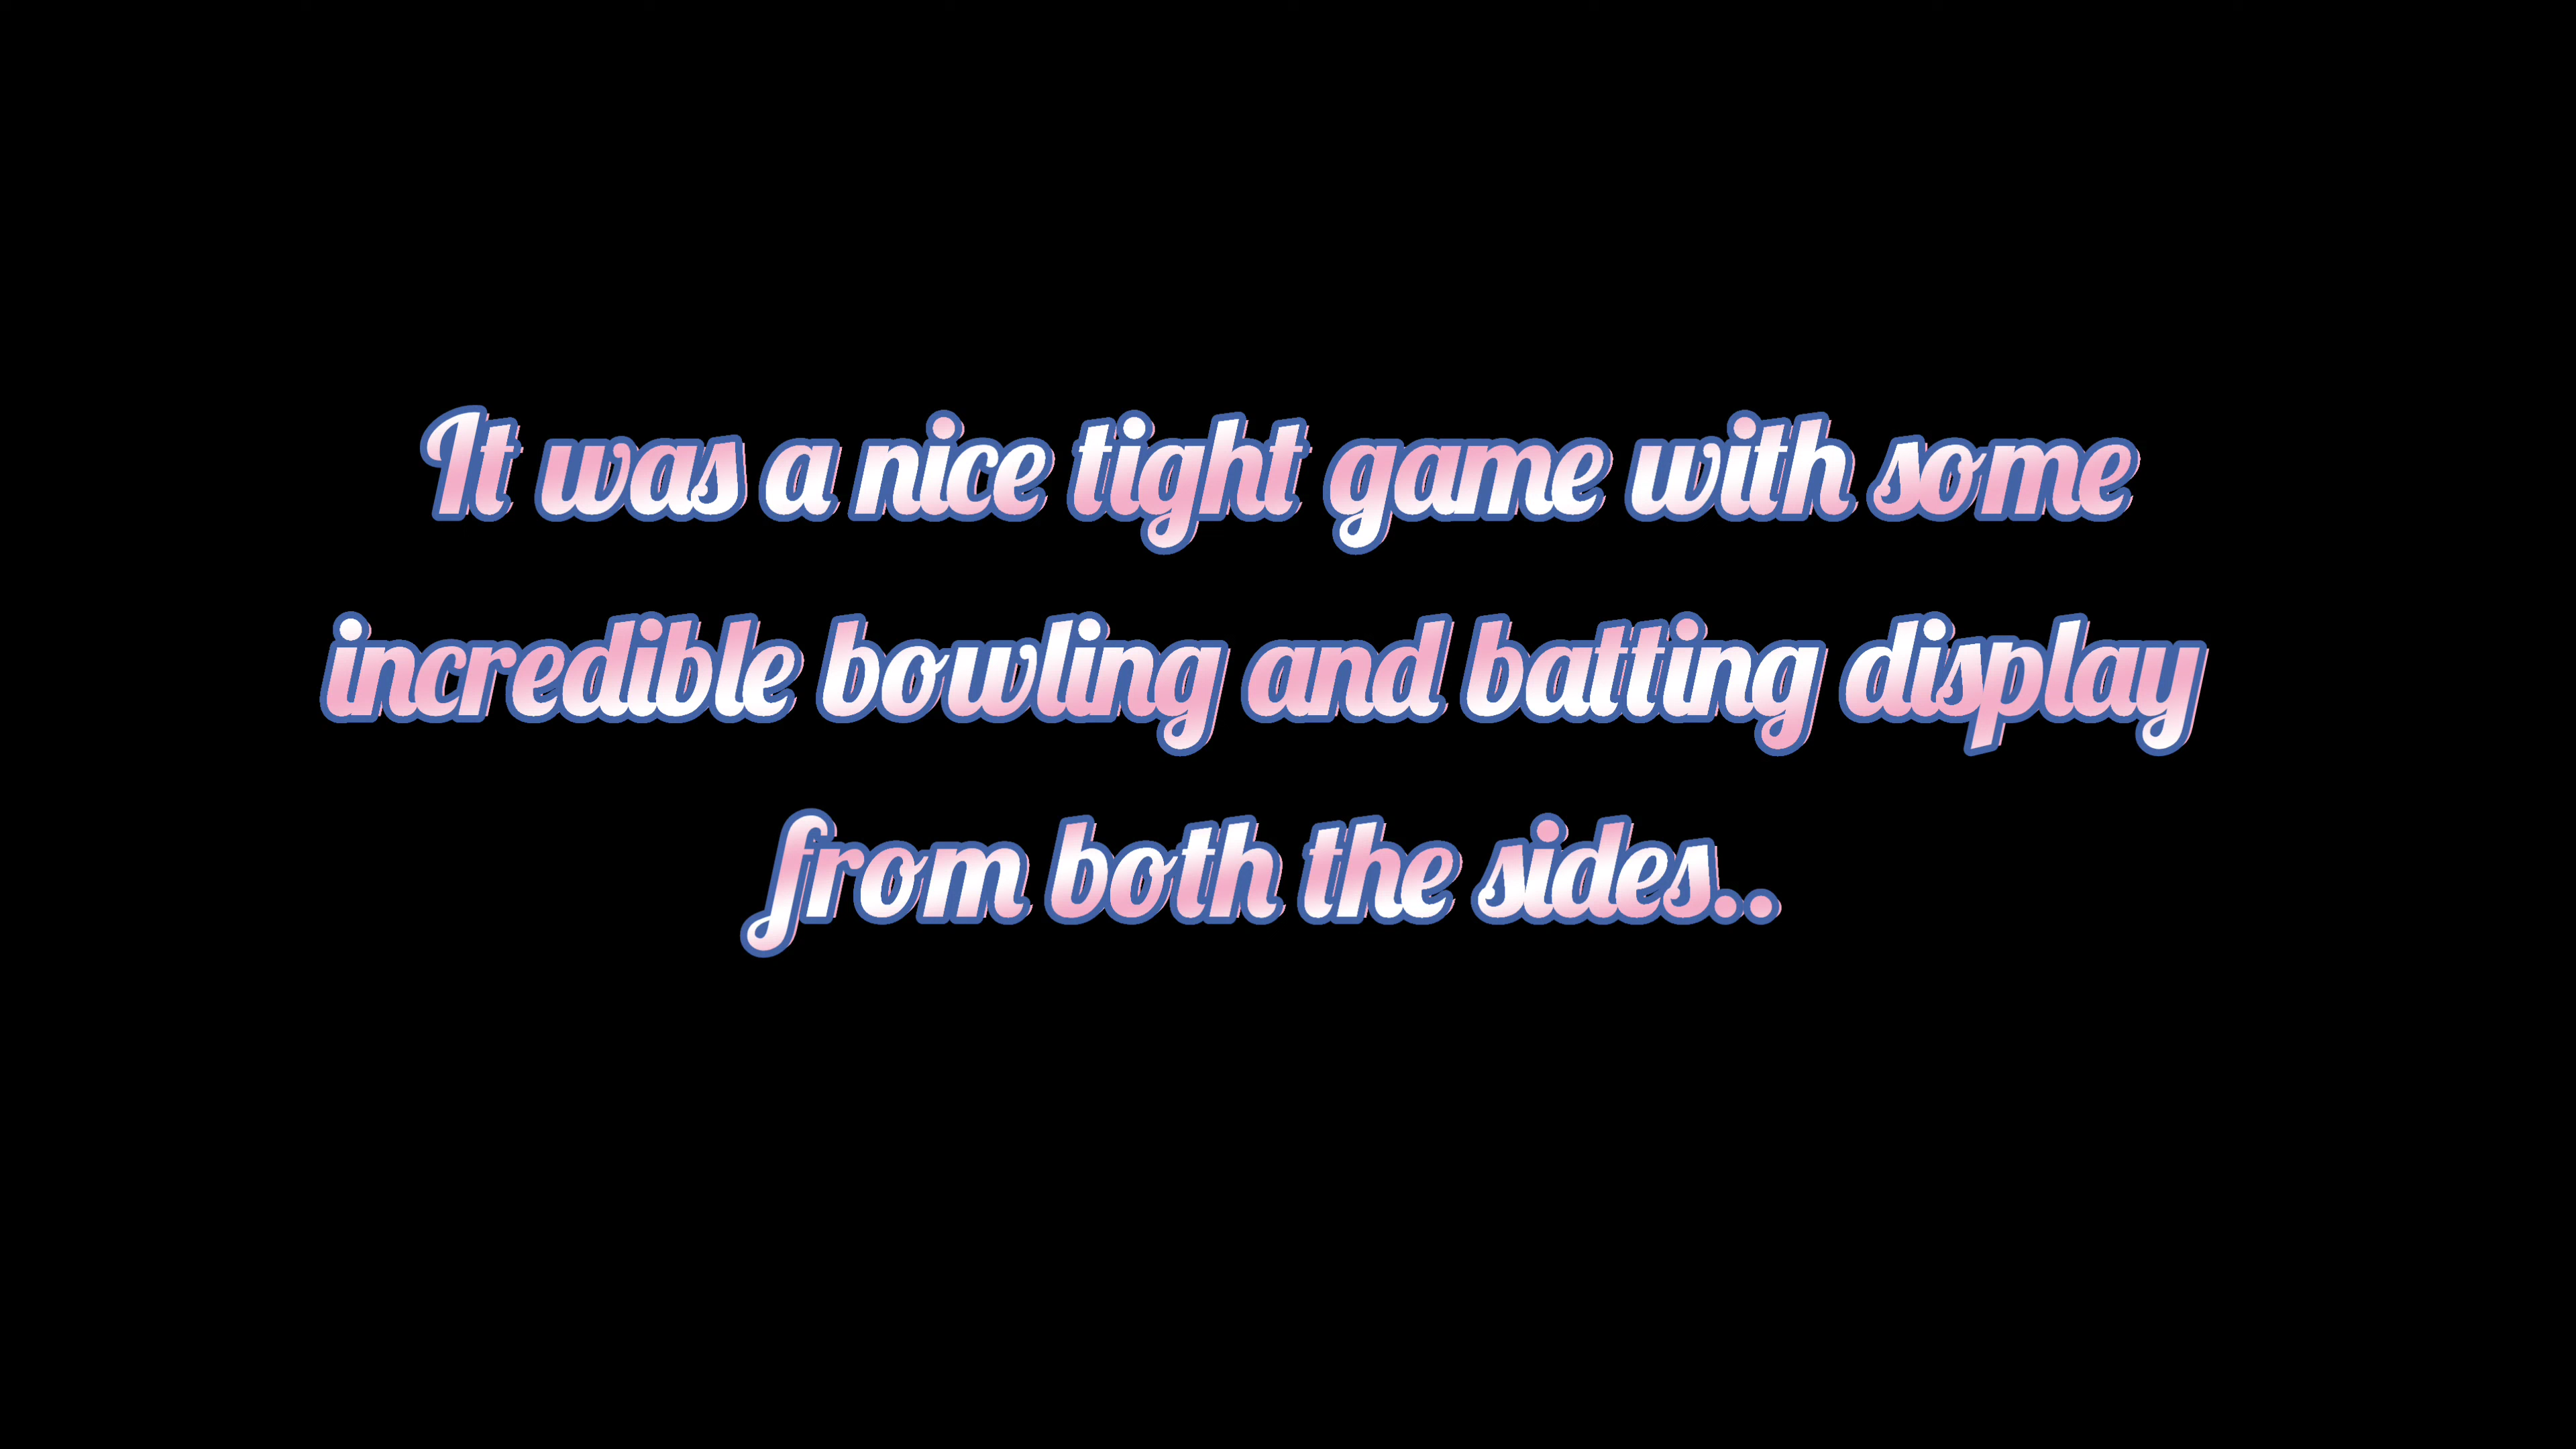 It was a nice tight game with some
incredible bowling and batting display
from both the sides..